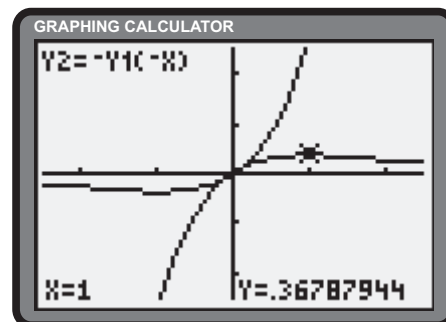 GRAPHING CALCULATOR
Y2=-Y1(-X)
X=1
Y=.36787944